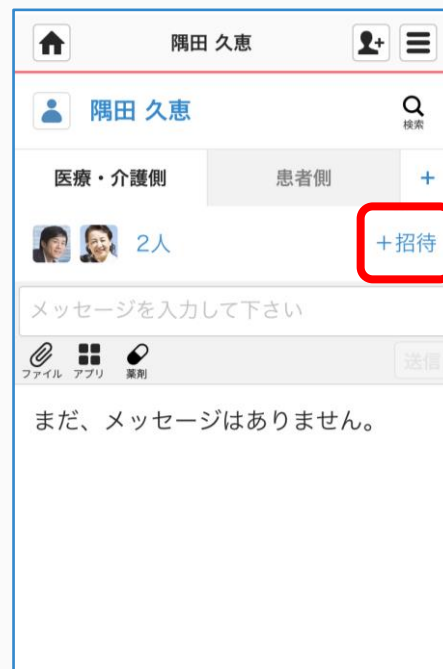 隅田 久恵
隅田 久恵
検索
医療・介護側 患者側 +
2人 +招待
メッセージを入力して下さい
ファイル アプリ 薬剤 送信
まだ、メッセージはありません。